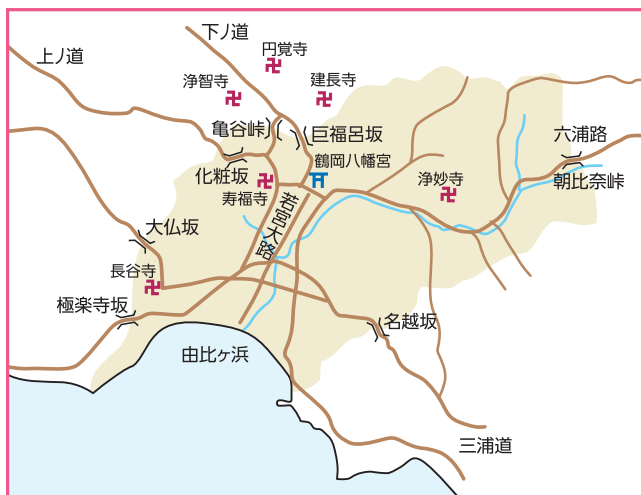 下ノ道
上ノ道
円覚寺
浄智寺
建長寺
亀谷峠
巨福呂坂
六浦路
鶴岡八幡宮
化粧坂
浄妙寺
朝比奈峠
寿福寺
若宮大路
大仏坂
長谷寺
極楽寺坂
名越坂
由比ヶ浜
三浦道